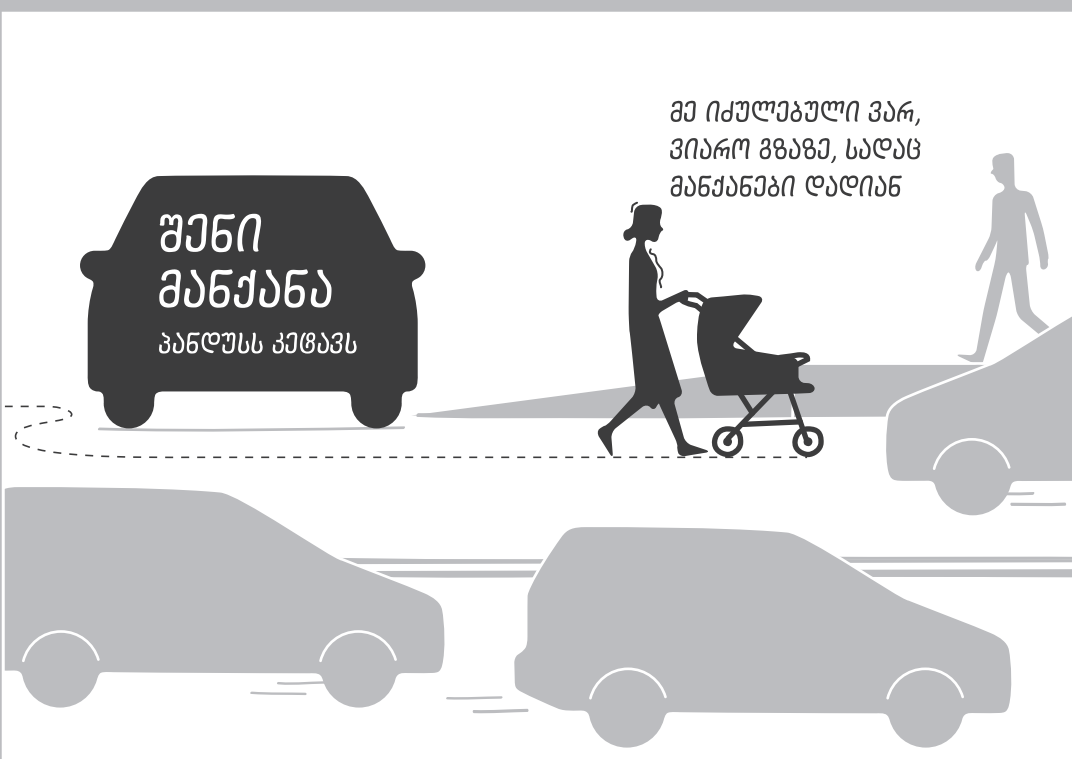 მე იძულებული ვარ,
ვიარო გზაზე, სადაც
მანქანები დადიან
შენი
მანქანა
პანდუსს კეტავს